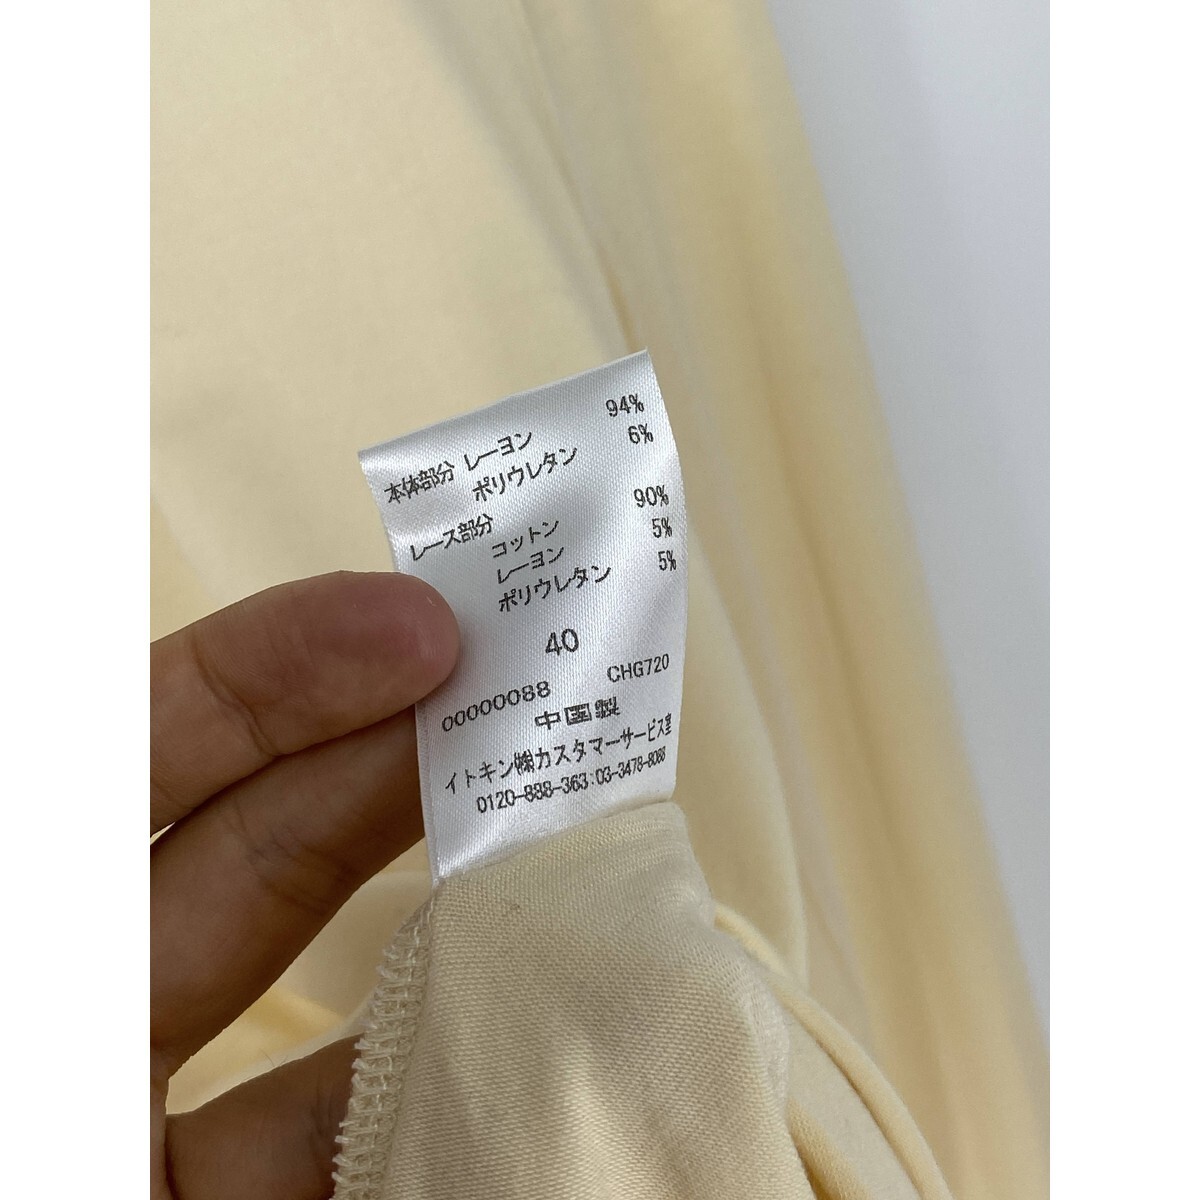 本体部分 レーヨン 94%
ポリウレタン 6%
レース部分
コットン 90%
レーヨン 5%
ポリウレタン 5%
40
00000088 CHG720
中国製
イトキン㈱カスタマーサービス室
0120-888-363:03-3478-8088